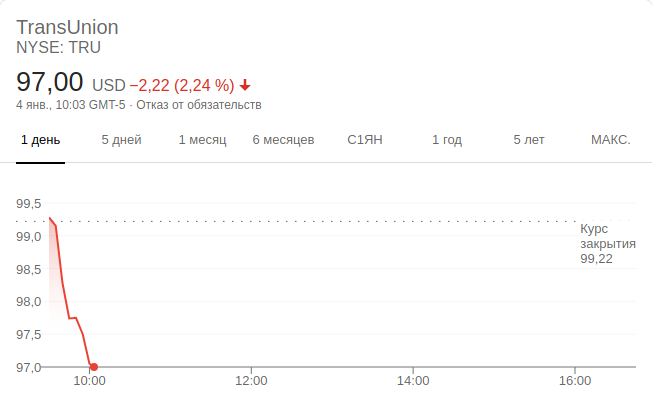 TransUnion
NYSE: TRU
97,00 USD −2,22 (2,24 %)
4 янв., 10:03 GMT-5 · Отказ от обязательств
1 день 5 дней 1 месяц 6 месяцев С1ЯН 1 год 5 лет МАКС.
99,5
Курс
99,0
закрытия
99,22
98,5
98,0
97,5
97,0
10:00 12:00 14:00 16:00